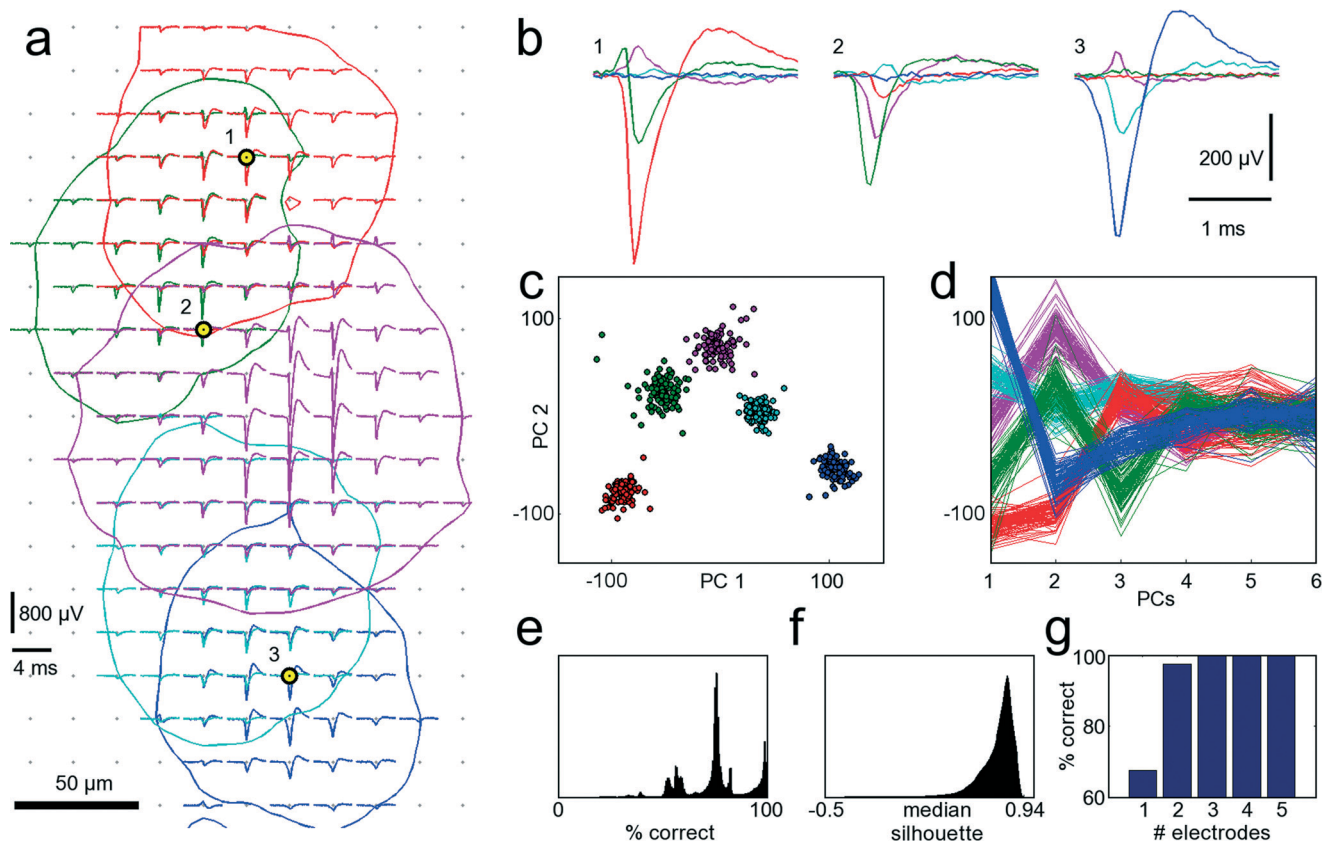 a
1
2
3
800 µV
4 ms
50 µm
b
1
2
3
200 µV
1 ms
c
100
PC 2
-100
-100
PC 1
100
d
100
-100
1
2
3
4
5
6
PCs
e
0
100
% correct
f
-0.5
median
0.94
silhouette
g
100
% correct
80
60
1
2
3
4
5
# electrodes